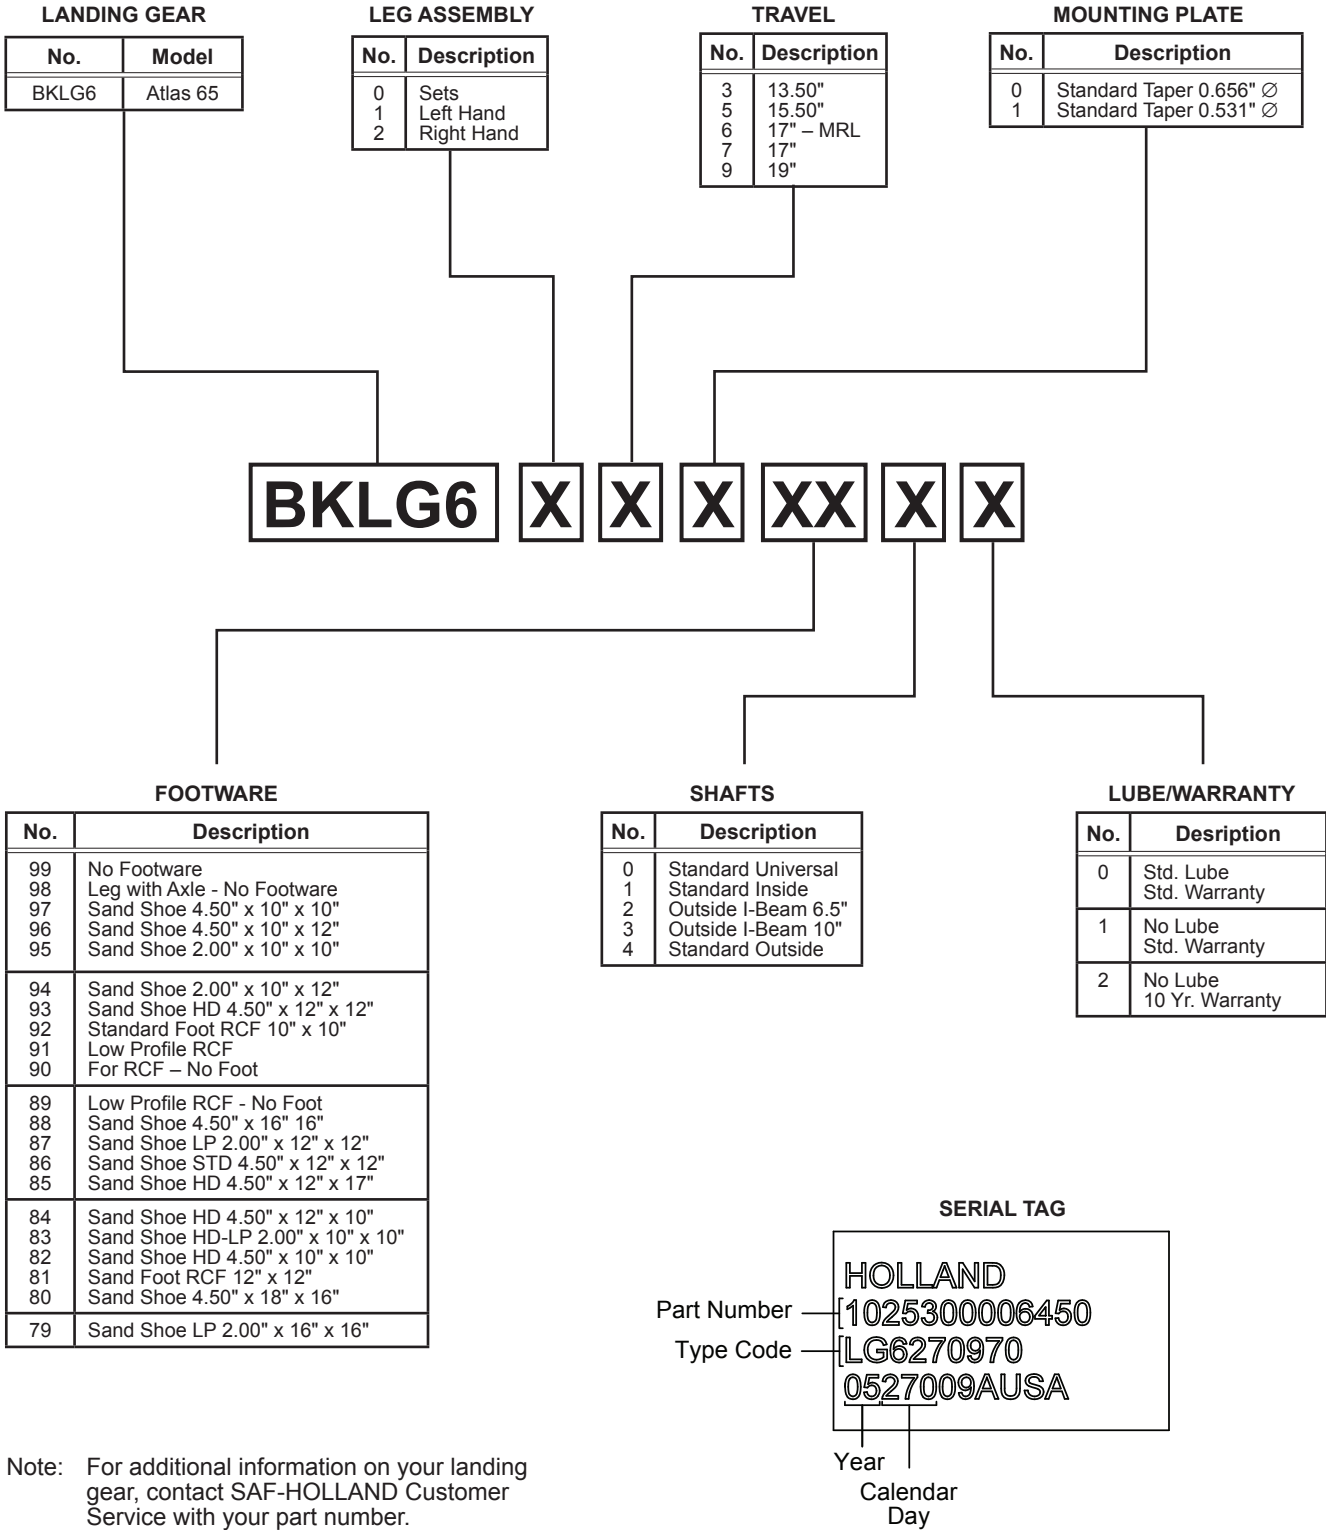 LANDING GEAR
No. Model
BKLG6 Atlas 65
LEG ASSEMBLY
No. Description
0 Sets
1 Left Hand
2 Right Hand
TRAVEL
No. Description
3 13.50"
5 15.50"
6 17" – MRL
7 17"
9 19"
MOUNTING PLATE
No. Description
0 Standard Taper 0.656" ∅
1 Standard Taper 0.531" ∅
BKLG6 X X X XX X X
FOOTWARE
No. Description
99 No Footware
98 Leg with Axle - No Footware
97 Sand Shoe 4.50" x 10" x 10"
96 Sand Shoe 4.50" x 10" x 12"
95 Sand Shoe 2.00" x 10" x 10"
94 Sand Shoe 2.00" x 10" x 12"
93 Sand Shoe HD 4.50" x 12" x 12"
92 Standard Foot RCF 10" x 10"
91 Low Profile RCF
90 For RCF – No Foot
89 Low Profile RCF - No Foot
88 Sand Shoe 4.50" x 16" 16"
87 Sand Shoe LP 2.00" x 12" x 12"
86 Sand Shoe STD 4.50" x 12" x 12"
85 Sand Shoe HD 4.50" x 12" x 17"
84 Sand Shoe HD 4.50" x 12" x 10"
83 Sand Shoe HD-LP 2.00" x 10" x 10"
82 Sand Shoe HD 4.50" x 10" x 10"
81 Sand Foot RCF 12" x 12"
80 Sand Shoe 4.50" x 18" x 16"
79 Sand Shoe LP 2.00" x 16" x 16"
SHAFTS
No. Description
0 Standard Universal
1 Standard Inside
2 Outside I-Beam 6.5"
3 Outside I-Beam 10"
4 Standard Outside
LUBE/WARRANTY
No. Desription
0 Std. Lube
Std. Warranty
1 No Lube
Std. Warranty
2 No Lube
10 Yr. Warranty
SERIAL TAG
HOLLAND
Part Number 1025300006450
Type Code LG6270970
0527009AUSA
Year
Calendar
Day
Note: For additional information on your landing
gear, contact SAF-HOLLAND Customer
Service with your part number.